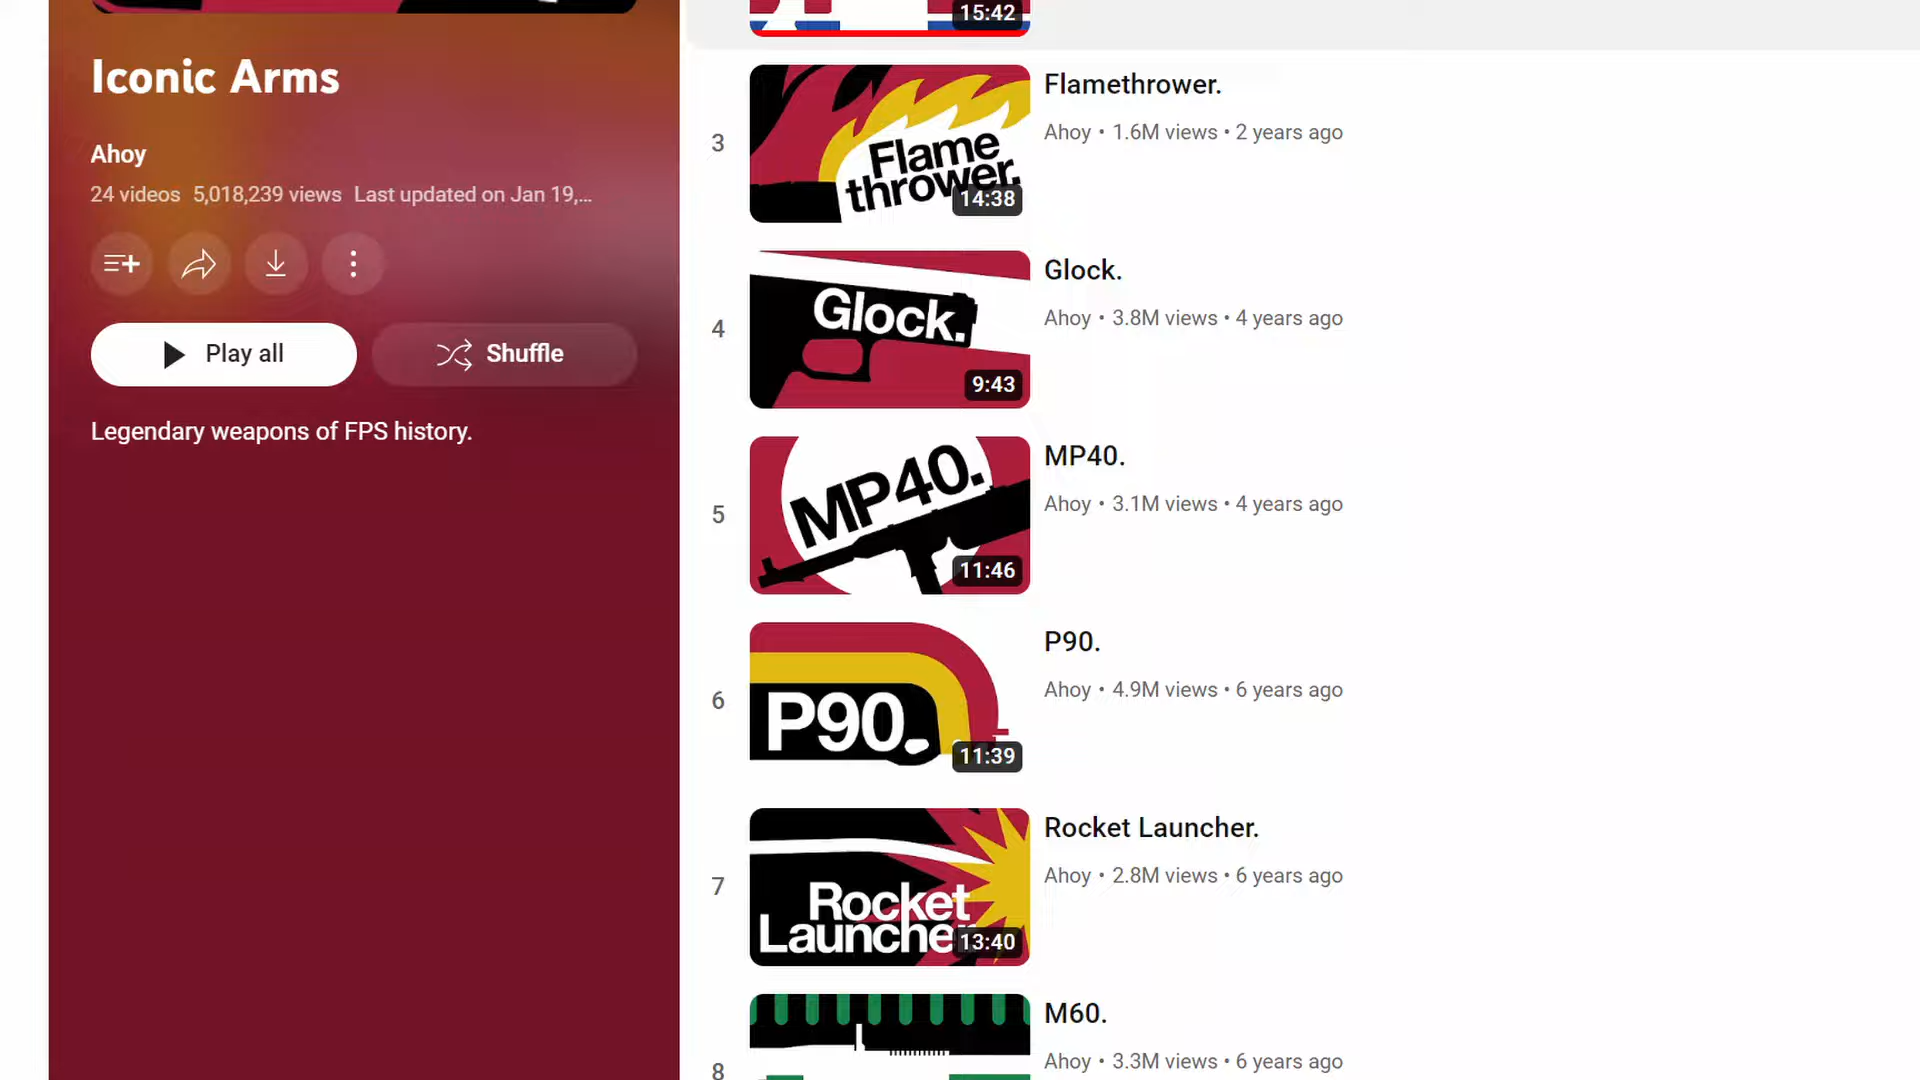 Iconic Arms
Ahoy
24 videos 5,018,239 views Last updated on Jan 19,...
Play all
Shuffle
Legendary weapons of FPS history.
15:42
3
Flame
thrower.
14:38
Flamethrower.
Ahoy • 1.6M views • 2 years ago
4
Glock.
9:43
Glock.
Ahoy • 3.8M views • 4 years ago
5
MP40.
11:46
MP40.
Ahoy • 3.1M views • 4 years ago
6
P90.
11:39
P90.
Ahoy • 4.9M views • 6 years ago
7
Rocket
Launcher
13:40
Rocket Launcher.
Ahoy • 2.8M views • 6 years ago
8
M60.
Ahoy • 3.3M views • 6 years ago